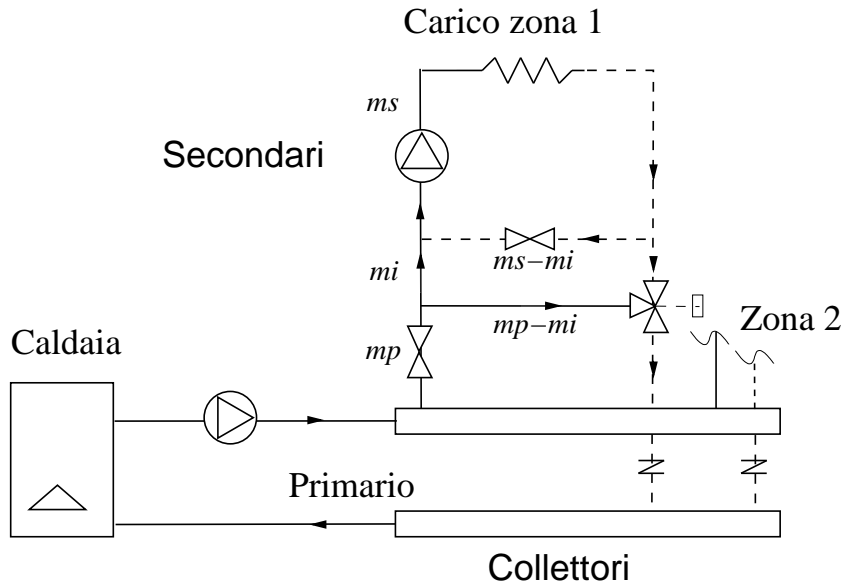 Carico zona 1
ms
Secondari
ms−mi
mi
mp−mi
Zona 2
mp
Caldaia
Primario
Collettori